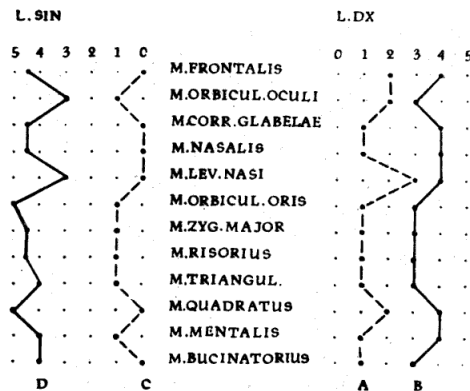 L. SIN L. DX
5 4 3 2 1 0 0 1 2 3 4 5
M. FRONTALIS
M. ORBICUL. OCULI
M. CORR. GLABELAE
M. NASALIS
M. LEV. NASI
M. ORBICUL. ORIS
M. ZYG. MAJOR
M. RISORIUS
M. TRIANGUL.
M. QUADRATUS
M. MENTALIS
M. BUCINATORIUS
D C A B